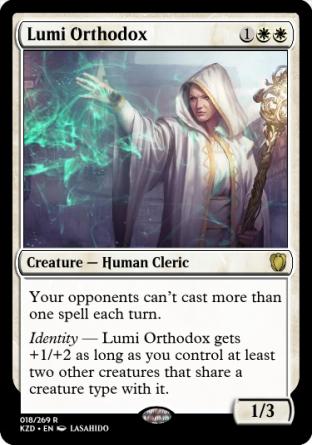 Lumi Orthodox 1
Creature — Human Cleric
Your opponents can't cast more than
one spell each turn.
Identity — Lumi Orthodox gets
+1/+2 as long as you control at least
two other creatures that share a
creature type with it.
1/3
018/269 R
KZD • EN LASAHIDO